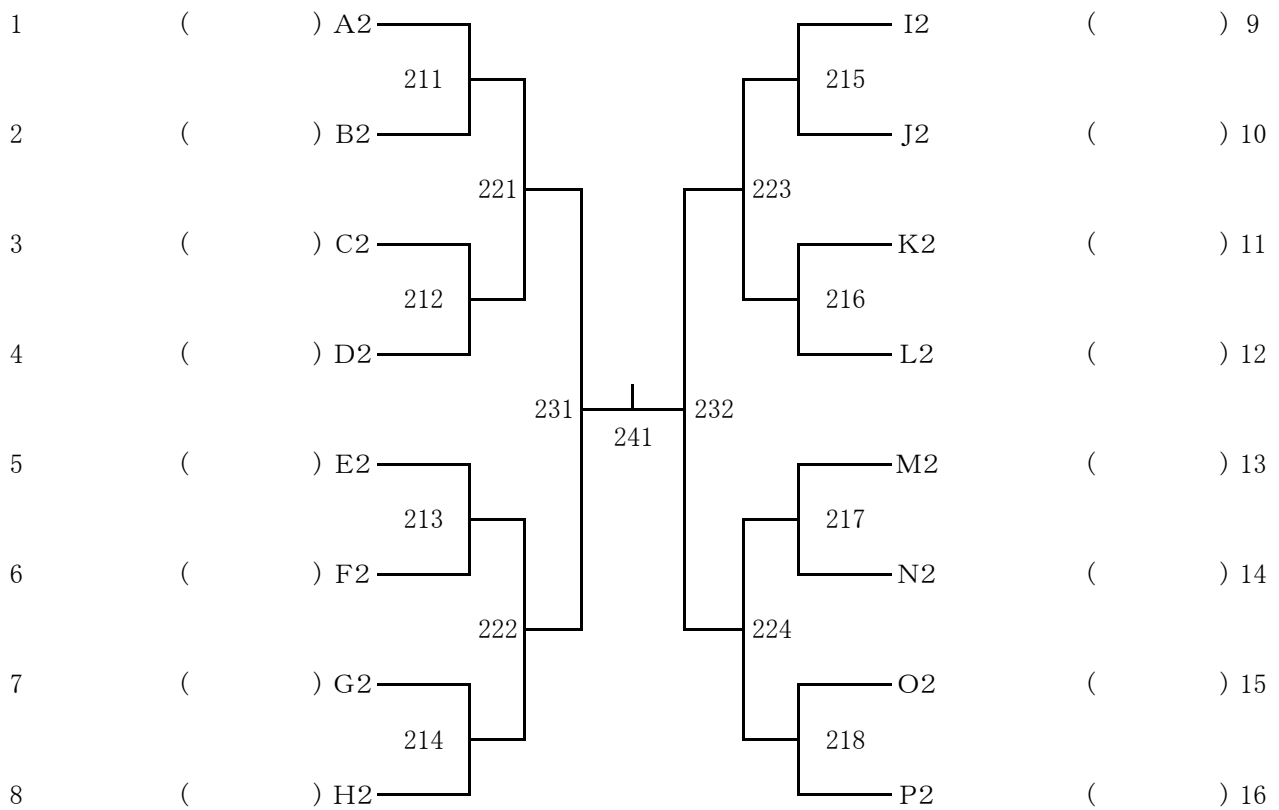 1 ( ) A2 I2 ( ) 9
211 215
2 ( ) B2 J2 ( ) 10
221 223
3 ( ) C2 K2 ( ) 11
212 216
4 ( ) D2 L2 ( ) 12
231 232
241
5 ( ) E2 M2 ( ) 13
213 217
6 ( ) F2 N2 ( ) 14
222 224
7 ( ) G2 O2 ( ) 15
214 218
8 ( ) H2 P2 ( ) 16